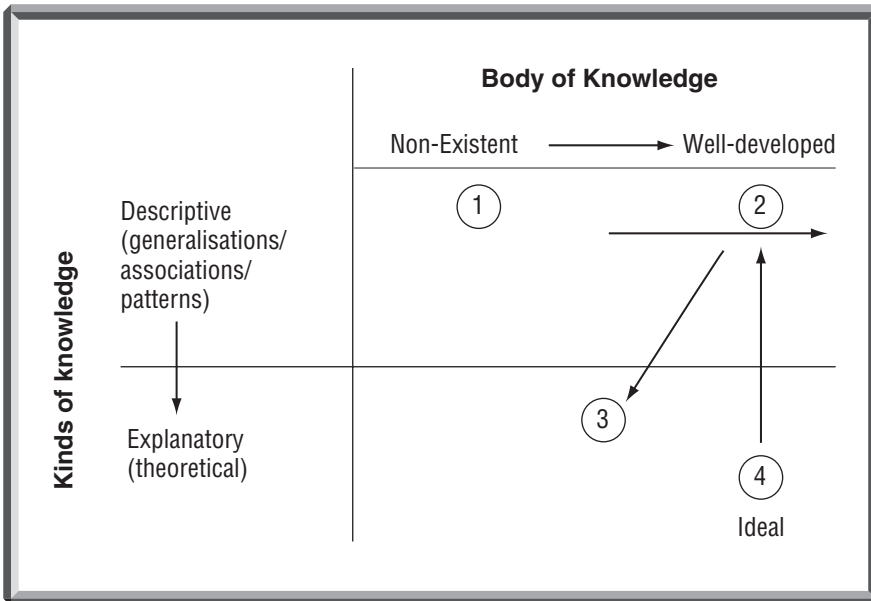 Body of Knowledge
Non-Existent
Well-developed
1
2
Descriptive
(generalisations/
associations/
patterns)
Kinds of knowledge
3
Explanatory
(theoretical)
4
Ideal